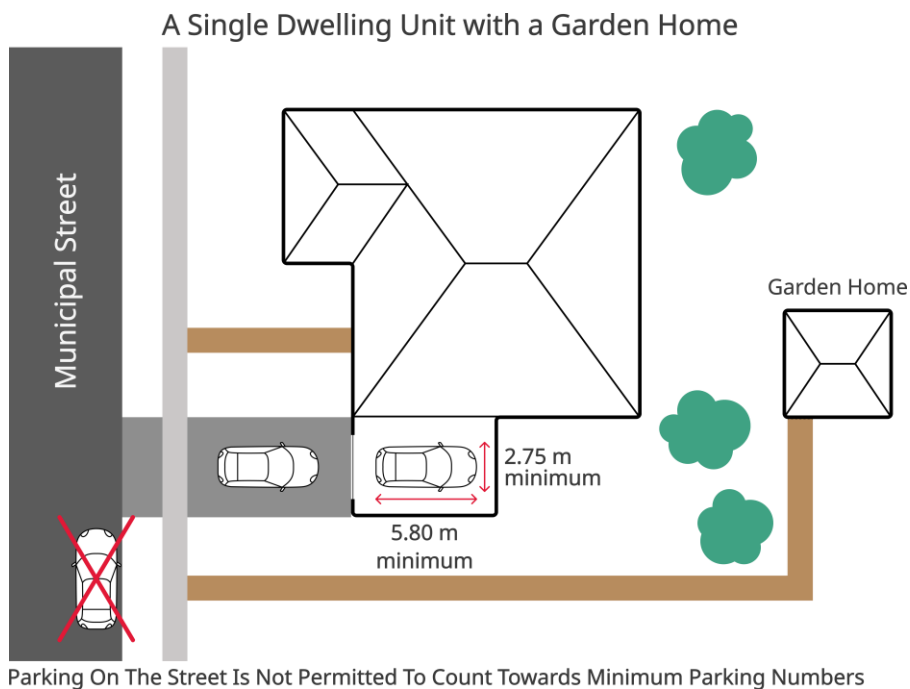 A Single Dwelling Unit with a Garden Home
Municipal Street
Garden Home
2.75 m
minimum
5.80 m
minimum
Parking On The Street Is Not Permitted To Count Towards Minimum Parking Numbers